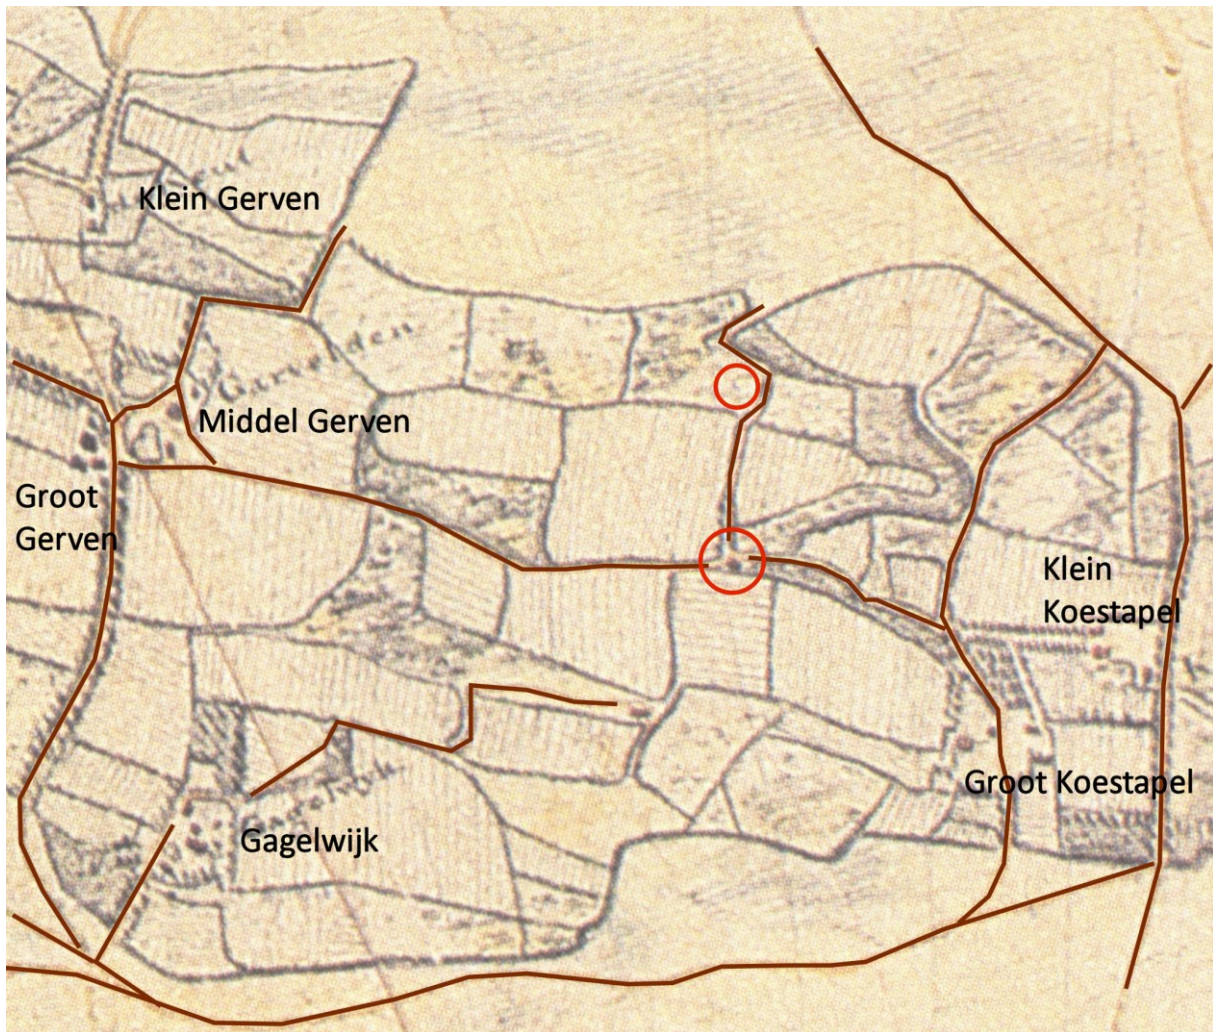 Klein Gerven
Middel Gerven
Groot
Gerven
Klein
Koestapel
Groot Koestapel
Gagelwijk